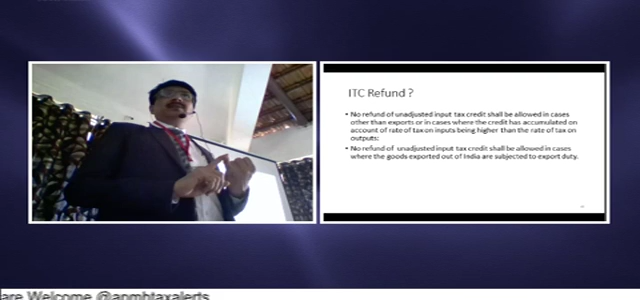 ITC Refund ?
• No refund of unadjusted input tax credit shall be allowed in cases
other than exports or in cases where the credit has accumulated on
account of rate of tax on inputs being higher than the rate of tax on
outputs:
• No refund of unadjusted input tax credit shall be allowed in cases
where the goods exported out of India are subjected to export duty.
are Welcome @apmhtaxalerts